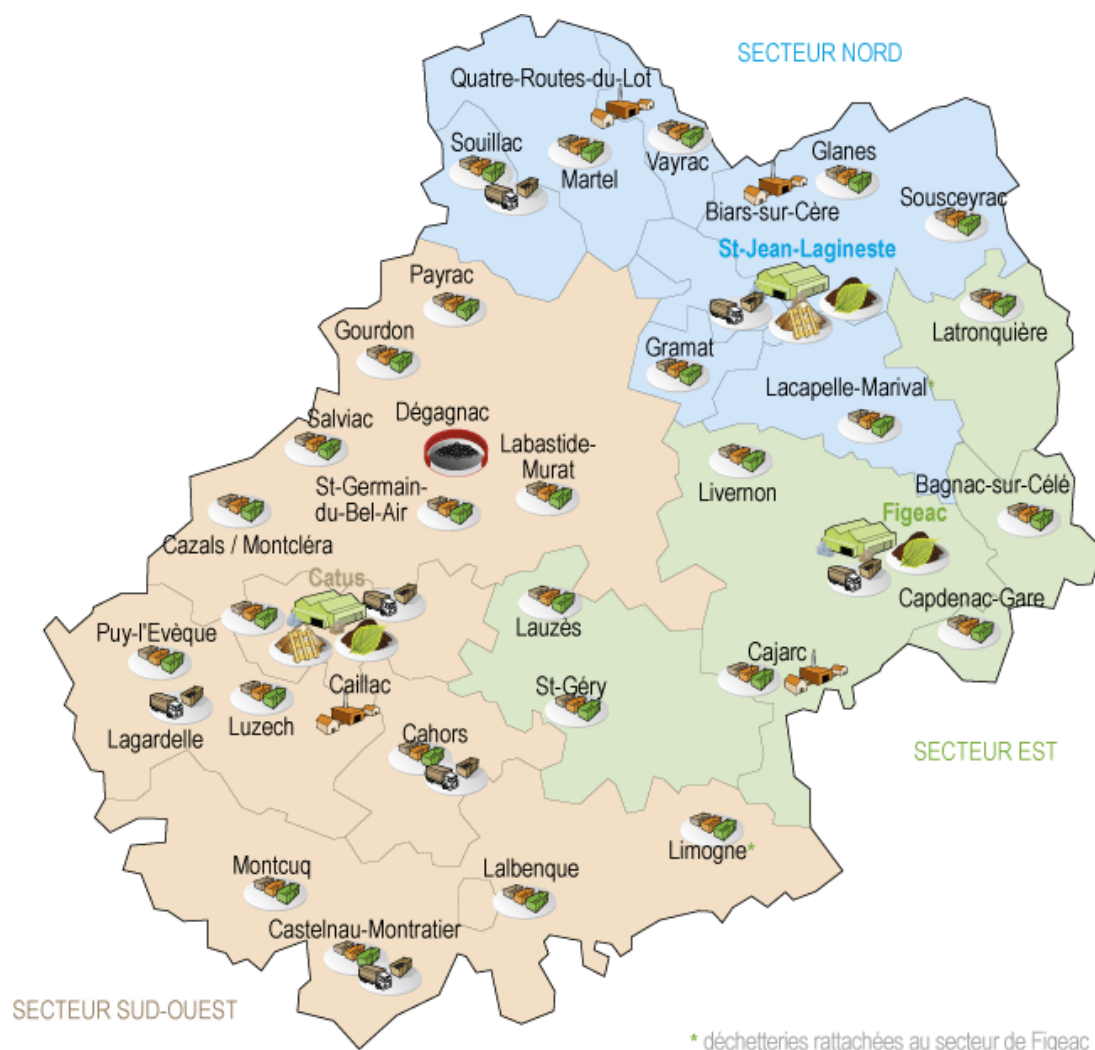 SECTEUR NORD
Quatre-Routes-du-Lot
Souillac
Martel
Vayrac
Glanes
Biars-sur-Cère
Sousceyrac
St-Jean-Lagineste
Payrac
Latronquière
Gourdon
Gramat
Lacapelle-Marival*
Salviac
Dégagnac
Labastide-
Murat
St-Germain-
du-Bel-Air
Livernon
Bagnac-sur-Célé
Figeac
Cazals / Montcléra
Catus
Lauzès
Capdenac-Gare
Puy-l'Evèque
Cajarc
Caillac
St-Géry
Luzech
Lagardelle
Cahors
SECTEUR EST
Limogne*
Montcuq
Lalbenque
Castelnau-Montratier
SECTEUR SUD-OUEST
* déchetteries rattachées au secteur de Figeac